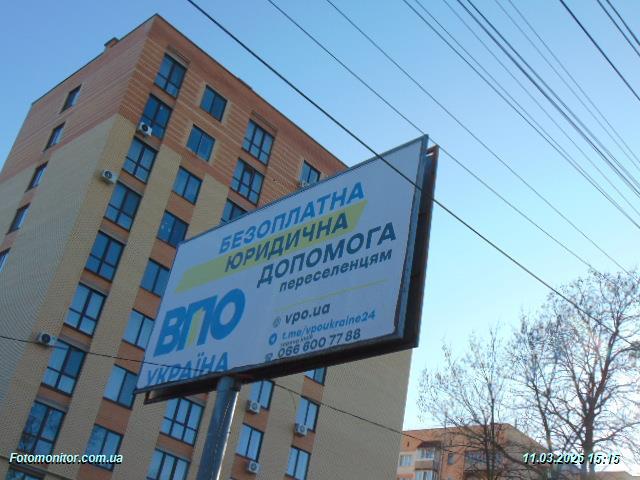 БЕЗОПЛАТНА
ЮРИДИЧНА
ДОПОМОГА
переселенцям
ВПО
УКРАЇНА
vpo.ua
t.me/vpoukraine24
066 600 77 88
Fotomonitor.com.ua
11.03.2025 15:15